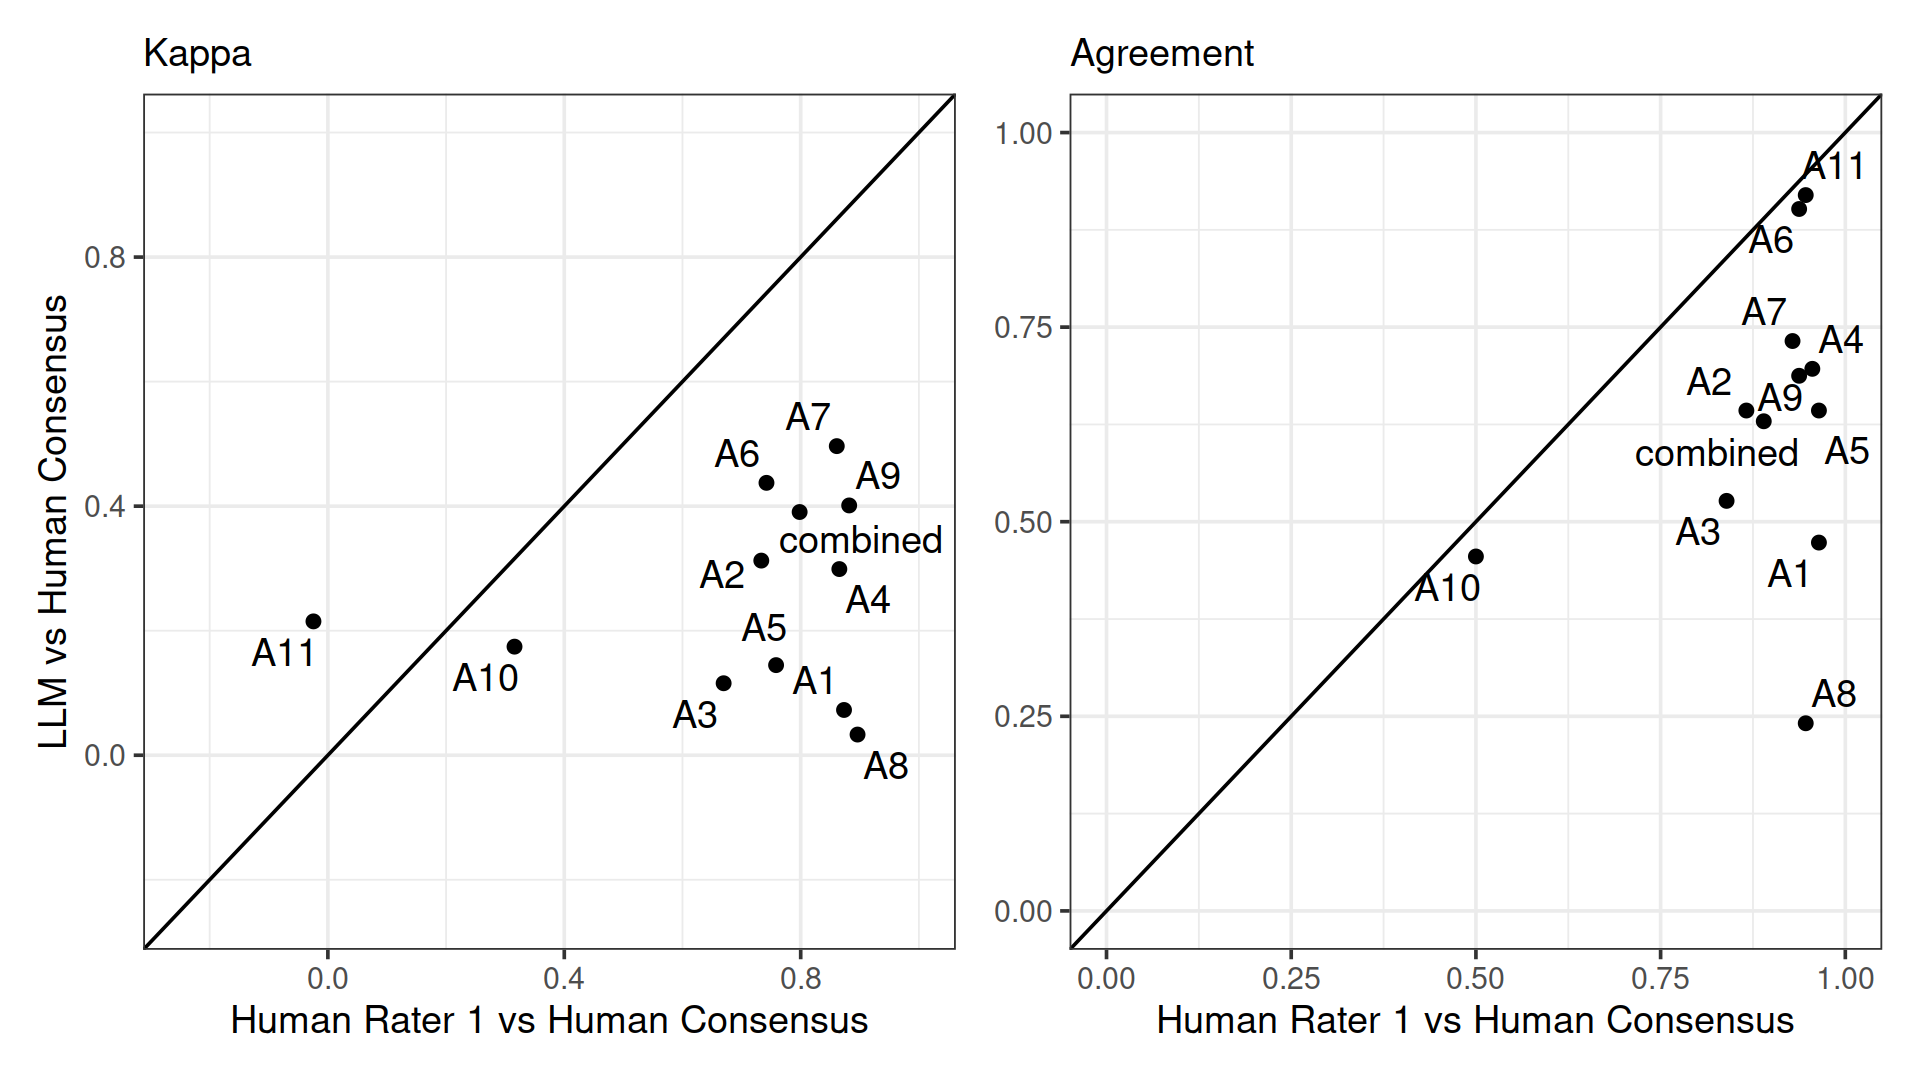 Kappa
LLM vs Human Consensus
0.8
0.4
0.0
A7
A6
A9
combined
A2
A4
A5
A11
A10
A1
A3
A8
0.0 0.4 0.8
Human Rater 1 vs Human Consensus
Agreement
1.00
0.75
0.50
0.25
0.00
A11
A6
A7
A4
A2
A9
combined
A5
A3
A1
A10
A8
0.00 0.25 0.50 0.75 1.00
Human Rater 1 vs Human Consensus